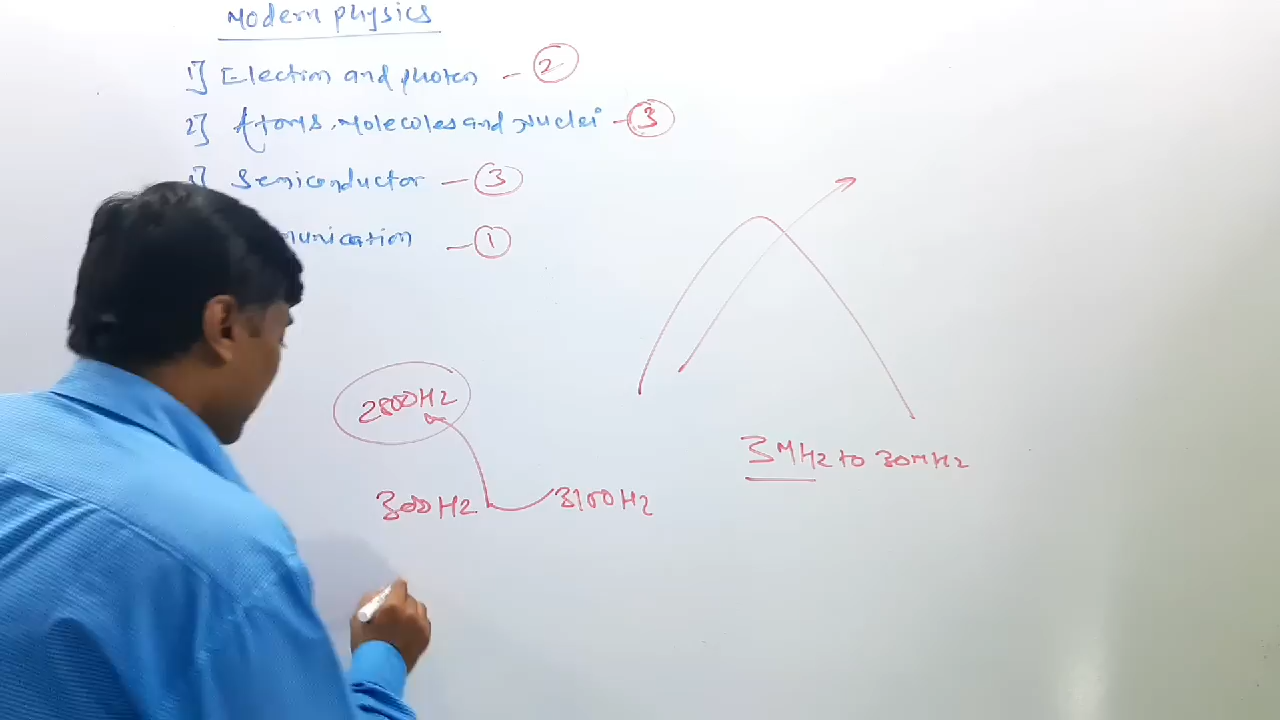 Modern physics
1] Electron and photon - 2
2] Atoms, Molecules and Nuclei - 3
Semiconductor - 3
munication - 1
2800Hz
300Hz 3100Hz
3MHz to 30MHz